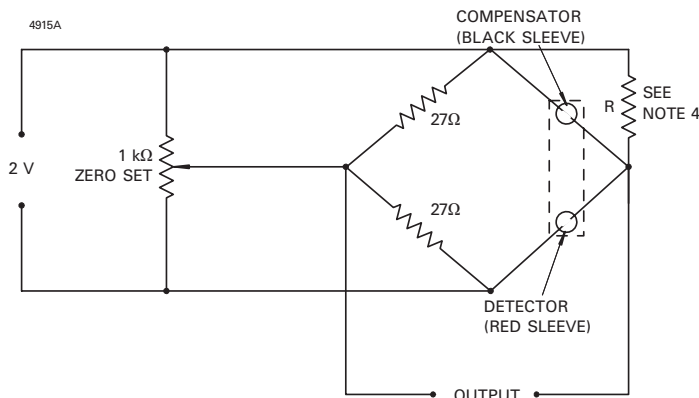 4915A
COMPENSATOR
(BLACK SLEEVE)
SEE
NOTE 4
R
27Ω
1 kΩ
ZERO SET
2 V
27Ω
DETECTOR
(RED SLEEVE)
OUTPUT